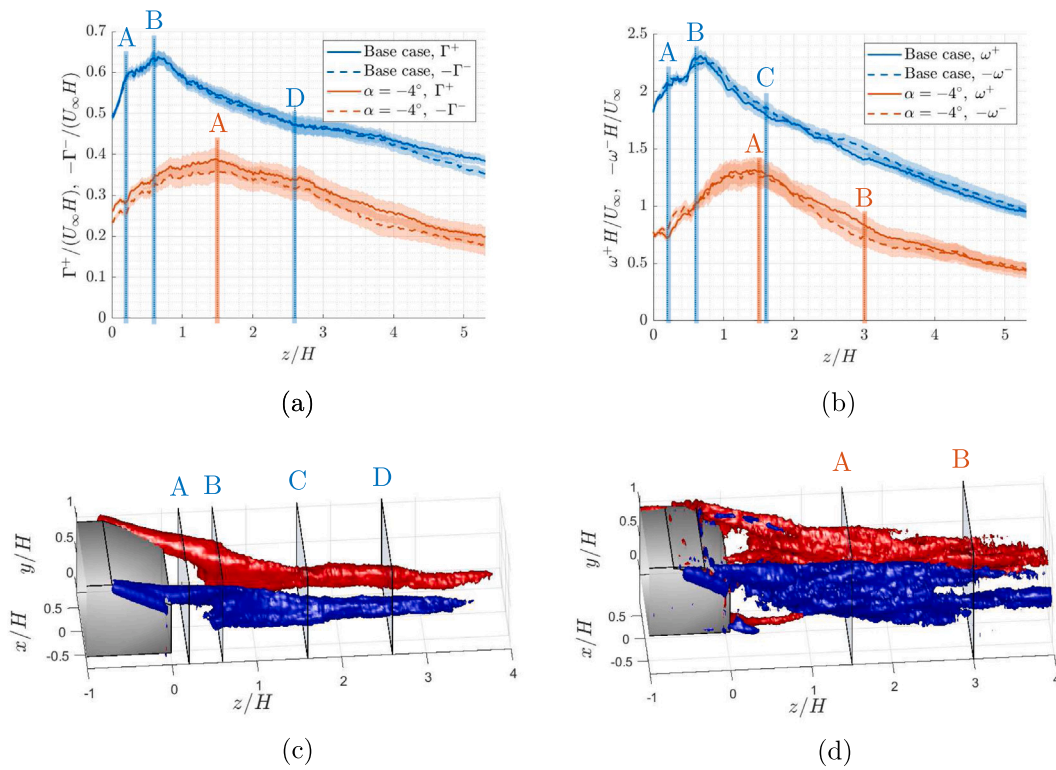 A
B
D
A
0.7
0.6
0.5
0.4
0.3
0.2
0.1
0
0 1 2 3 4 5
z/H
Γ⁺/(U∞H), −Γ⁻/(U∞H)
Base case, Γ⁺
Base case, −Γ⁻
α = −4°, Γ⁺
α = −4°, −Γ⁻
(a)
A
B
C
A
B
2.5
2
1.5
1
0.5
0
0 1 2 3 4 5
z/H
ω⁺H/U∞, −ω⁻H/U∞
Base case, ω⁺
Base case, −ω⁻
α = −4°, ω⁺
α = −4°, −ω⁻
(b)
A B C D
1
0.5
0
y/H
0.5
0
-0.5
x/H
-1 0 1 2 3 4
z/H
(c)
A B
1
0.5
0
y/H
0.5
0
-0.5
x/H
-1 0 1 2 3 4
z/H
(d)